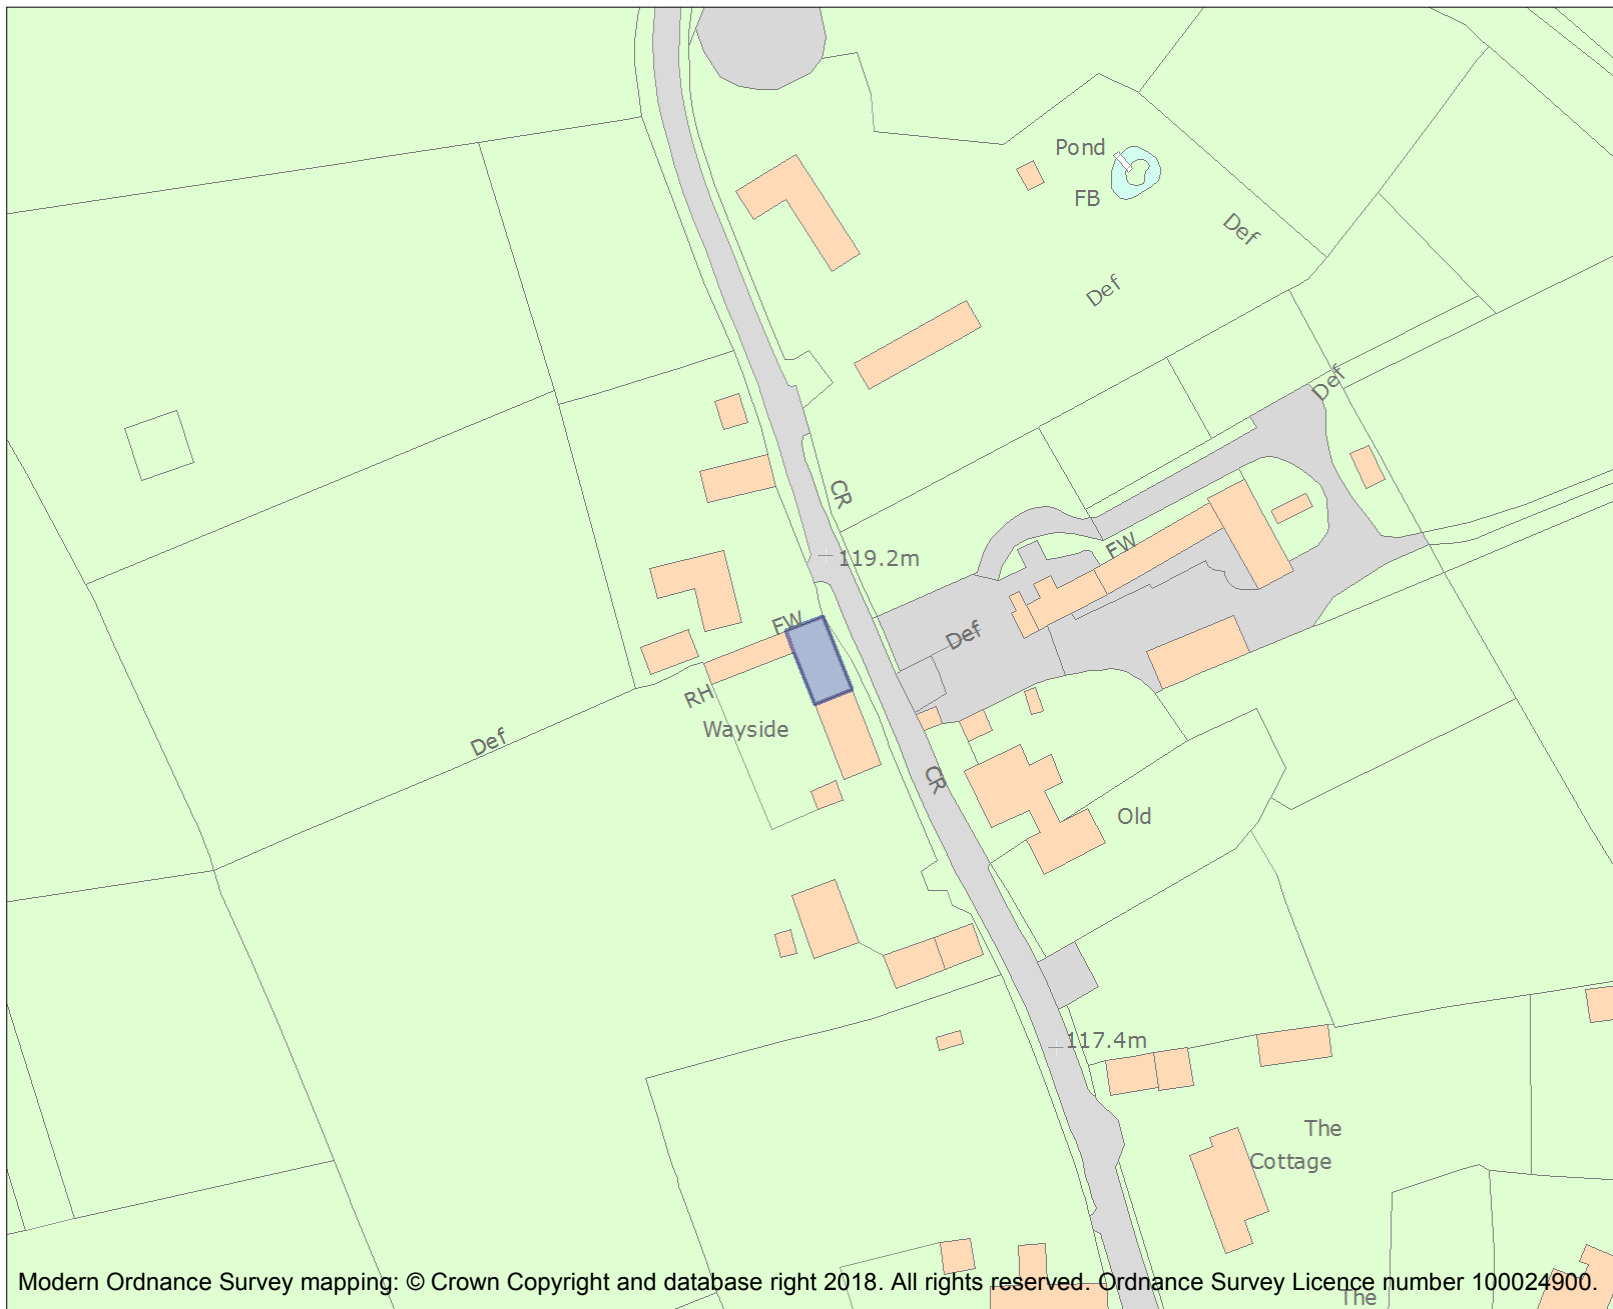 Pond
FB
Def
Def
Def
CR
119.2m
FW
FW
Def
RH
Wayside
Def
CR
Old
117.4m
The
Cottage
Modern Ordnance Survey mapping: © Crown Copyright and database right 2018. All rights reserved. Ordnance Survey Licence number 100024900.
The